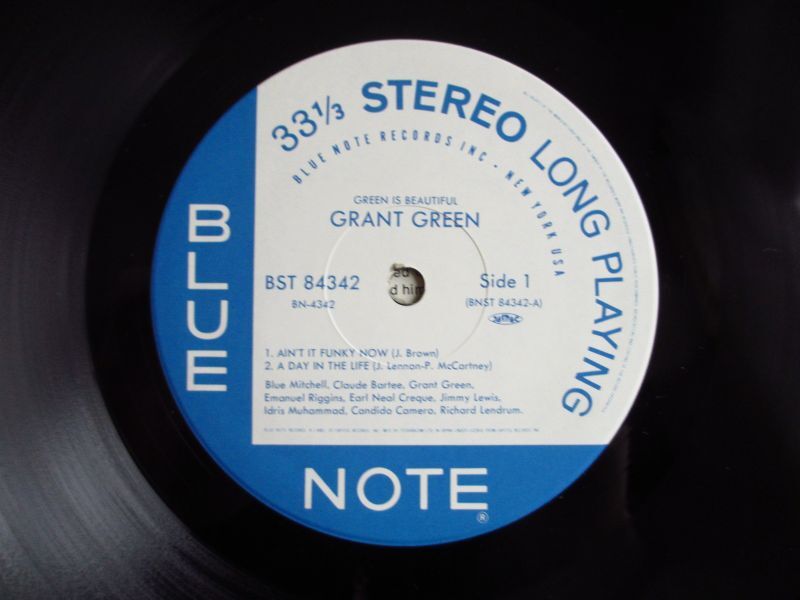 33⅓ STEREO LONG PLAYING
BLUE NOTE RECORDS INC · NEW YORK USA
GREEN IS BEAUTIFUL
GRANT GREEN
BST 84342
BN-4342
Side 1
(BNST 84342-A)
1. AIN'T IT FUNKY NOW (J. Brown)
2. A DAY IN THE LIFE (J. Lennon-P. McCartney)
Blue Mitchell, Claude Bartee, Grant Green,
Emanuel Riggins, Earl Neal Creque, Jimmy Lewis,
Idris Muhammad, Candido Camero, Richard Lendrum.
BLUE
NOTE®